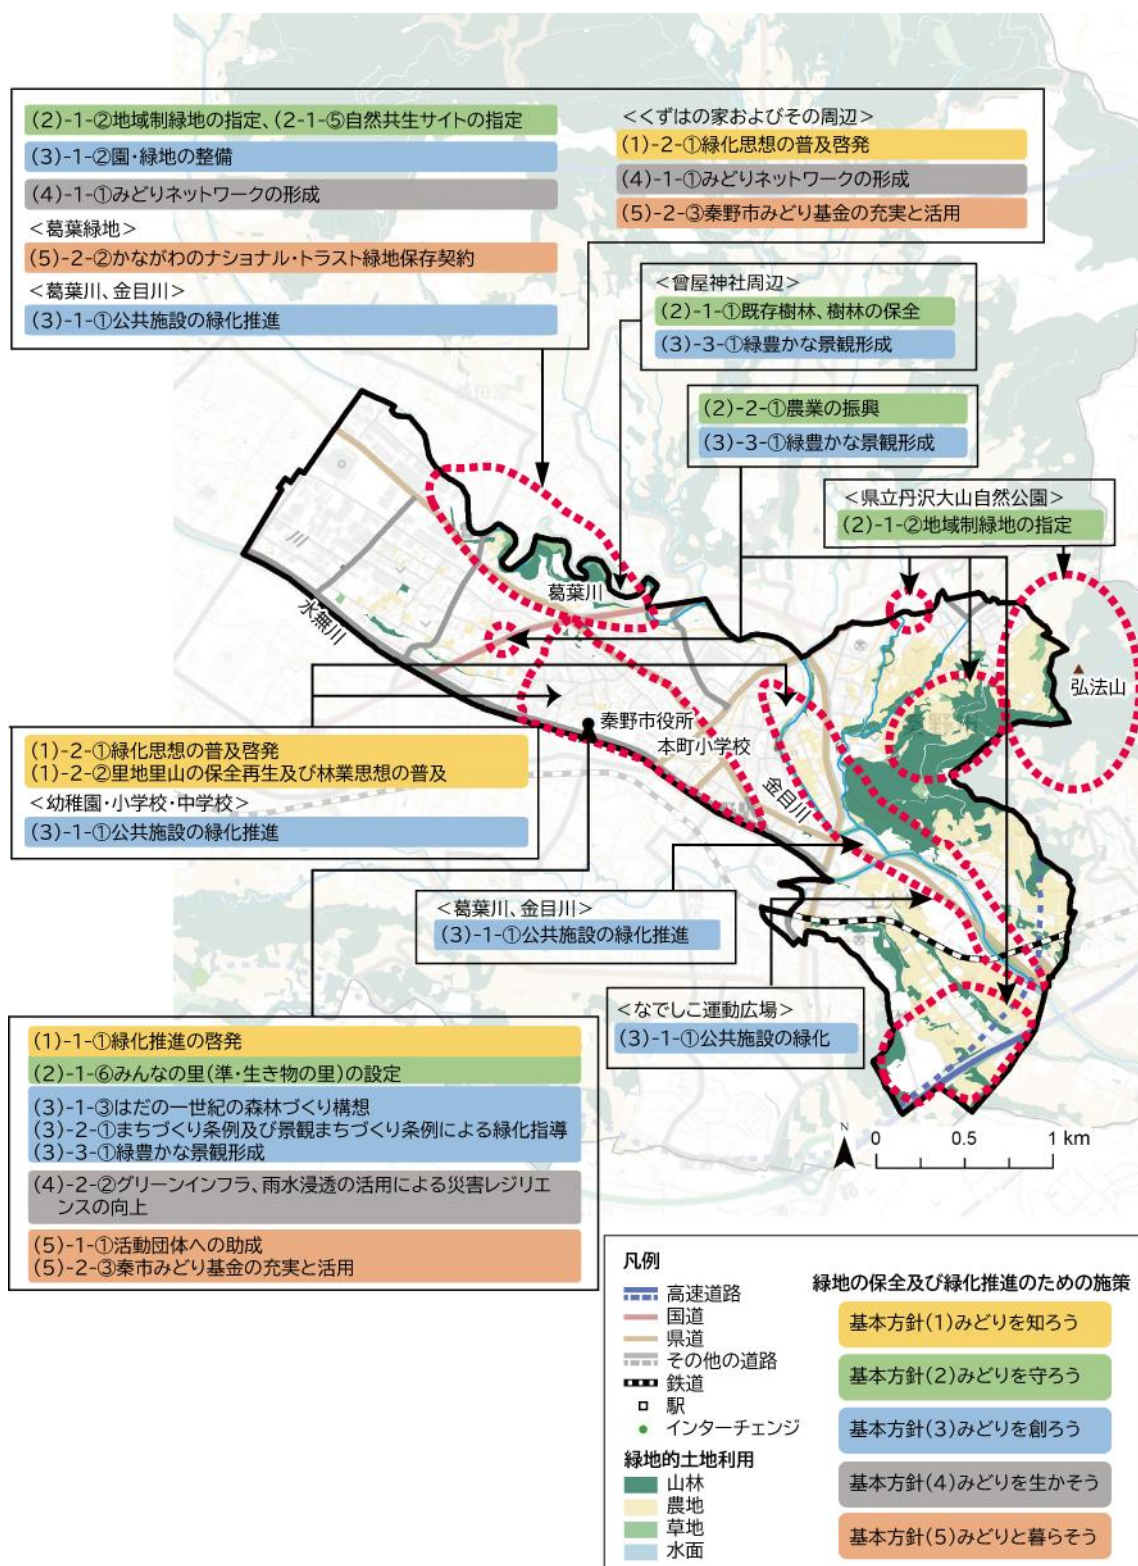 (2)-1-②地域制緑地の指定、(2-1-⑤自然共生サイトの指定
(3)-1-②園・緑地の整備
(4)-1-①みどりネットワークの形成
<葛葉緑地>
(5)-2-②かながわのナショナル・トラスト緑地保存契約
<葛葉川、金目川>
(3)-1-①公共施設の緑化推進
<くずはの家およびその周辺>
(1)-2-①緑化思想の普及啓発
(4)-1-①みどりネットワークの形成
(5)-2-③秦野市みどり基金の充実と活用
<曾屋神社周辺>
(2)-1-①既存樹林、樹林の保全
(3)-3-①緑豊かな景観形成
(2)-2-①農業の振興
(3)-3-①緑豊かな景観形成
<県立丹沢大山自然公園>
(2)-1-②地域制緑地の指定
葛葉川
水無川
弘法山
秦野市役所
本町小学校
金目川
(1)-2-①緑化思想の普及啓発
(1)-2-②里地里山の保全再生及び林業思想の普及
<幼稚園・小学校・中学校>
(3)-1-①公共施設の緑化推進
<葛葉川、金目川>
(3)-1-①公共施設の緑化推進
<なでしこ運動広場>
(3)-1-①公共施設の緑化
(1)-1-①緑化推進の啓発
(2)-1-⑥みんなの里(準・生き物の里)の設定
(3)-1-③はだの一世紀の森林づくり構想
(3)-2-①まちづくり条例及び景観まちづくり条例による緑化指導
(3)-3-①緑豊かな景観形成
(4)-2-②グリーンインフラ、雨水浸透の活用による災害レジリエ
ンスの向上
(5)-1-①活動団体への助成
(5)-2-③秦市みどり基金の充実と活用
N
0 0.5 1 km
凡例
高速道路
国道
県道
その他の道路
鉄道
駅
インターチェンジ
緑地的土地利用
山林
農地
草地
水面
緑地の保全及び緑化推進のための施策
基本方針(1)みどりを知ろう
基本方針(2)みどりを守ろう
基本方針(3)みどりを創ろう
基本方針(4)みどりを生かそう
基本方針(5)みどりと暮らそう